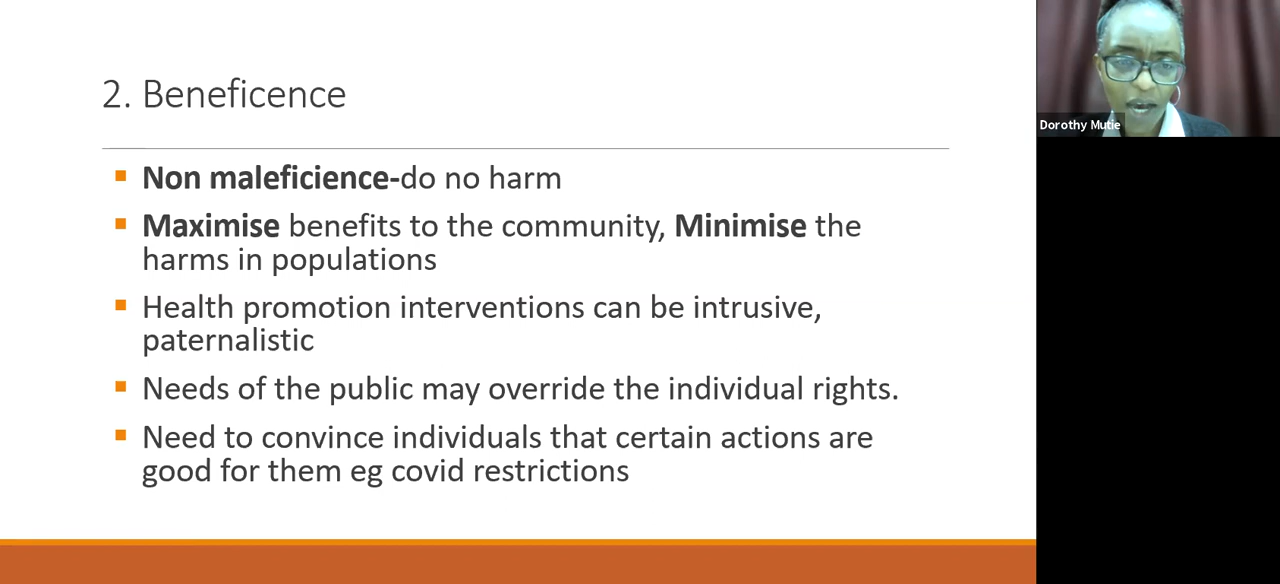 2. Beneficence
Non maleficience-do no harm
Maximise benefits to the community, Minimise the
harms in populations
Health promotion interventions can be intrusive,
paternalistic
Needs of the public may override the individual rights.
Need to convince individuals that certain actions are
good for them eg covid restrictions
Dorothy Mutie